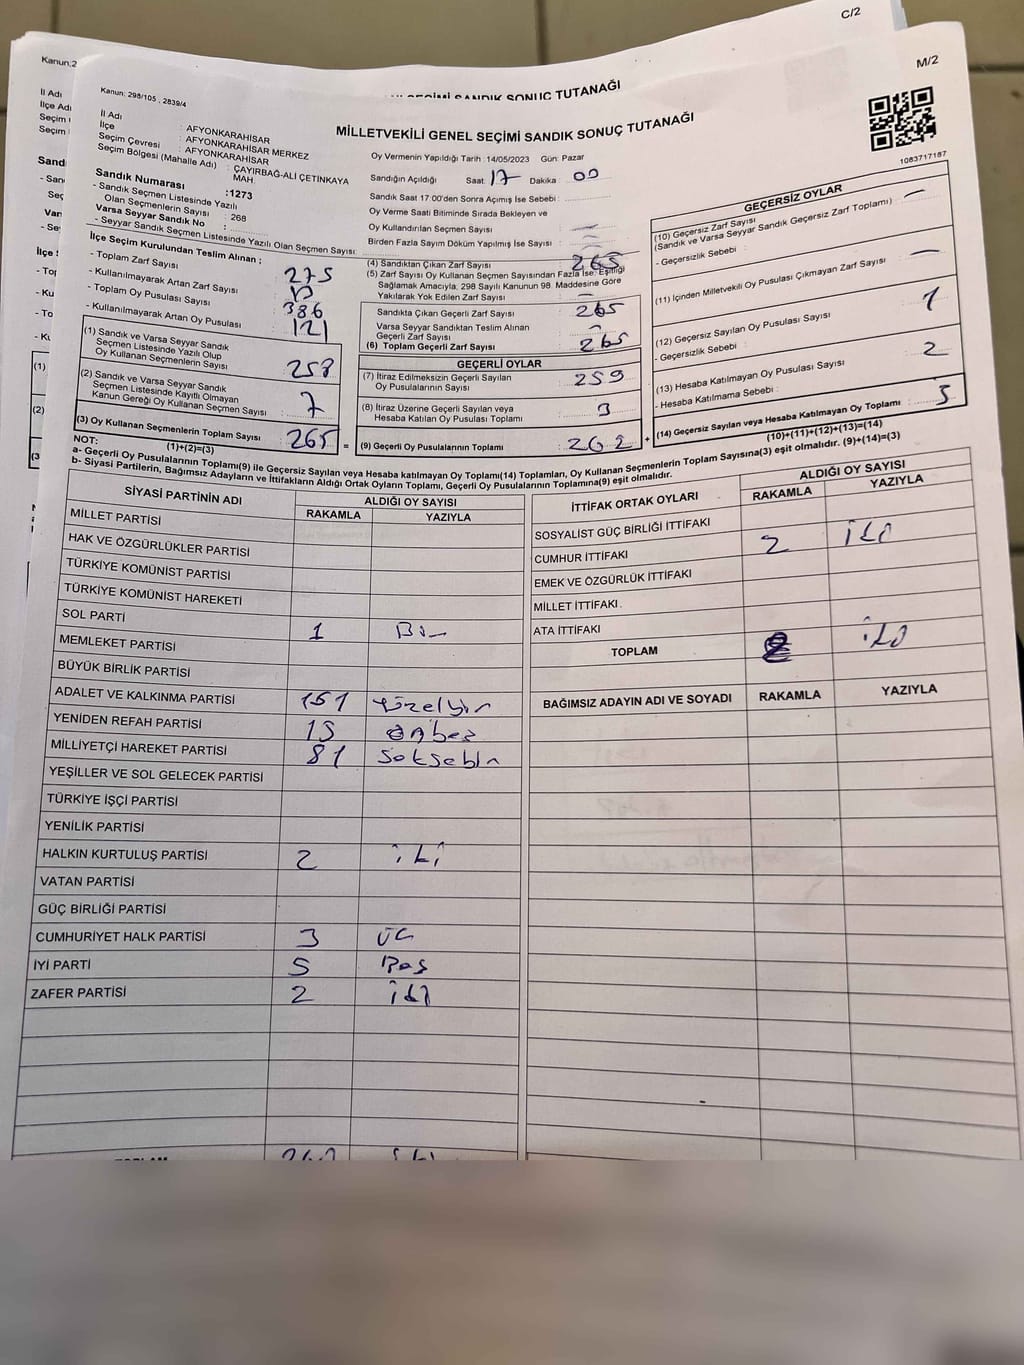 C/2
M/2
Kanun:2
Kanun: 298/105 , 2839/4
SANDIK SONUÇ TUTANAĞI
MİLLETVEKİLİ GENEL SEÇİMİ SANDIK SONUÇ TUTANAĞI
1083717187
İl Adı : AFYONKARAHİSAR
İlçe : AFYONKARAHİSAR MERKEZ
Seçim Çevresi : AFYONKARAHİSAR
Seçim Bölgesi (Mahalle Adı) : ÇAYIRBAĞ-ALİ ÇETİNKAYA MAH.
Sandık Numarası :1273
- Sandık Seçmen Listesinde Yazılı
Olan Seçmenlerin Sayısı : 268
Varsa Seyyar Sandık No :
- Seyyar Sandık Seçmen Listesinde Yazılı Olan Seçmen Sayısı:
İlçe Seçim Kurulundan Teslim Alınan ;
- Toplam Zarf Sayısı : 275
- Kullanılmayarak Artan Zarf Sayısı :
- Toplam Oy Pusulası Sayısı : 386
- Kullanılmayarak Artan Oy Pusulası : 121
(1) Sandık ve Varsa Seyyar Sandık
Seçmen Listesinde Yazılı Olup
Oy Kullanan Seçmenlerin Sayısı : 258
(2) Sandık ve Varsa Seyyar Sandık
Seçmen Listesinde Kayıtlı Olmayan
Kanun Gereği Oy Kullanan Seçmen Sayısı : 7
(3) Oy Kullanan Seçmenlerin Toplam Sayısı : 265 =
(1)+(2)=(3)
Oy Vermenin Yapıldığı Tarih : 14/05/2023 Gün: Pazar
Sandığın Açıldığı Saat: 17 Dakika : 00
Sandık Saat 17:00'den Sonra Açımış İse Sebebi :
Oy Verme Saati Bitiminde Sırada Bekleyen ve
Oy Kullandırılan Seçmen Sayısı :
Birden Fazla Sayım Döküm Yapılmış İse Sayısı :
(4) Sandıktan Çıkan Zarf Sayısı : 265
(5) Zarf Sayısı Oy Kullanan Seçmen Sayısından Fazla İse; Eşitliği
Sağlamak Amacıyla, 298 Sayılı Kanunun 98. Maddesine Göre
Yakılarak Yok Edilen Zarf Sayısı :
Sandıkta Çıkan Geçerli Zarf Sayısı : 265
Varsa Seyyar Sandıktan Teslim Alınan
Geçerli Zarf Sayısı :
(6) Toplam Geçerli Zarf Sayısı : 265
GEÇERLİ OYLAR
(7) İtiraz Edilmeksizin Geçerli Sayılan
Oy Pusulalarının Sayısı : 259
(8) İtiraz Üzerine Geçerli Sayılan veya
Hesaba Katılan Oy Pusulası Toplamı : 3
(9) Geçerli Oy Pusulalarının Toplamı : 262 +
GEÇERSİZ OYLAR
(10) Geçersiz Zarf Sayısı
(Sandık ve Varsa Seyyar Sandık Geçersiz Zarf Toplamı) :
- Geçersizlik Sebebi :
(11) İçinden Milletvekili Oy Pusulası Çıkmayan Zarf Sayısı :
(12) Geçersiz Sayılan Oy Pusulası Sayısı : 1
- Geçersizlik Sebebi :
(13) Hesaba Katılmayan Oy Pusulası Sayısı : 2
- Hesaba Katılmama Sebebi :
(14) Geçersiz Sayılan veya Hesaba Katılmayan Oy Toplamı : 3
(10)+(11)+(12)+(13)=(14)
NOT:
a- Geçerli Oy Pusulalarının Toplamı(9) ile Geçersiz Sayılan veya Hesaba katılmayan Oy Toplamı(14) Toplamları, Oy Kullanan Seçmenlerin Toplam Sayısına(3) eşit olmalıdır. (9)+(14)=(3)
b- Siyasi Partilerin, Bağımsız Adayların ve İttifakların Aldığı Ortak Oyların Toplamı, Geçerli Oy Pusulalarının Toplamına(9) eşit olmalıdır.
SİYASİ PARTİNİN ADI ALDIĞI OY SAYISI
RAKAMLA YAZIYLA
MİLLET PARTİSİ
HAK VE ÖZGÜRLÜKLER PARTİSİ
TÜRKİYE KOMÜNİST PARTİSİ
TÜRKİYE KOMÜNİST HAREKETİ
SOL PARTİ
MEMLEKET PARTİSİ 1 Bir
BÜYÜK BİRLİK PARTİSİ
ADALET VE KALKINMA PARTİSİ 151 Yüzelbir
YENİDEN REFAH PARTİSİ 15 onbeş
MİLLİYETÇİ HAREKET PARTİSİ 81 Seksebir
YEŞİLLER VE SOL GELECEK PARTİSİ
TÜRKİYE İŞÇİ PARTİSİ
YENİLİK PARTİSİ
HALKIN KURTULUŞ PARTİSİ 2 iki
VATAN PARTİSİ
GÜÇ BİRLİĞİ PARTİSİ
CUMHURİYET HALK PARTİSİ 3 üç
İYİ PARTİ 5 Beş
ZAFER PARTİSİ 2 iki
İTTİFAK ORTAK OYLARI ALDIĞI OY SAYISI
RAKAMLA YAZIYLA
SOSYALİST GÜÇ BİRLİĞİ İTTİFAKI
CUMHUR İTTİFAKI 2 iki
EMEK VE ÖZGÜRLÜK İTTİFAKI
MİLLET İTTİFAKI
ATA İTTİFAKI
TOPLAM 2 iki
BAĞIMSIZ ADAYIN ADI VE SOYADI RAKAMLA YAZIYLA